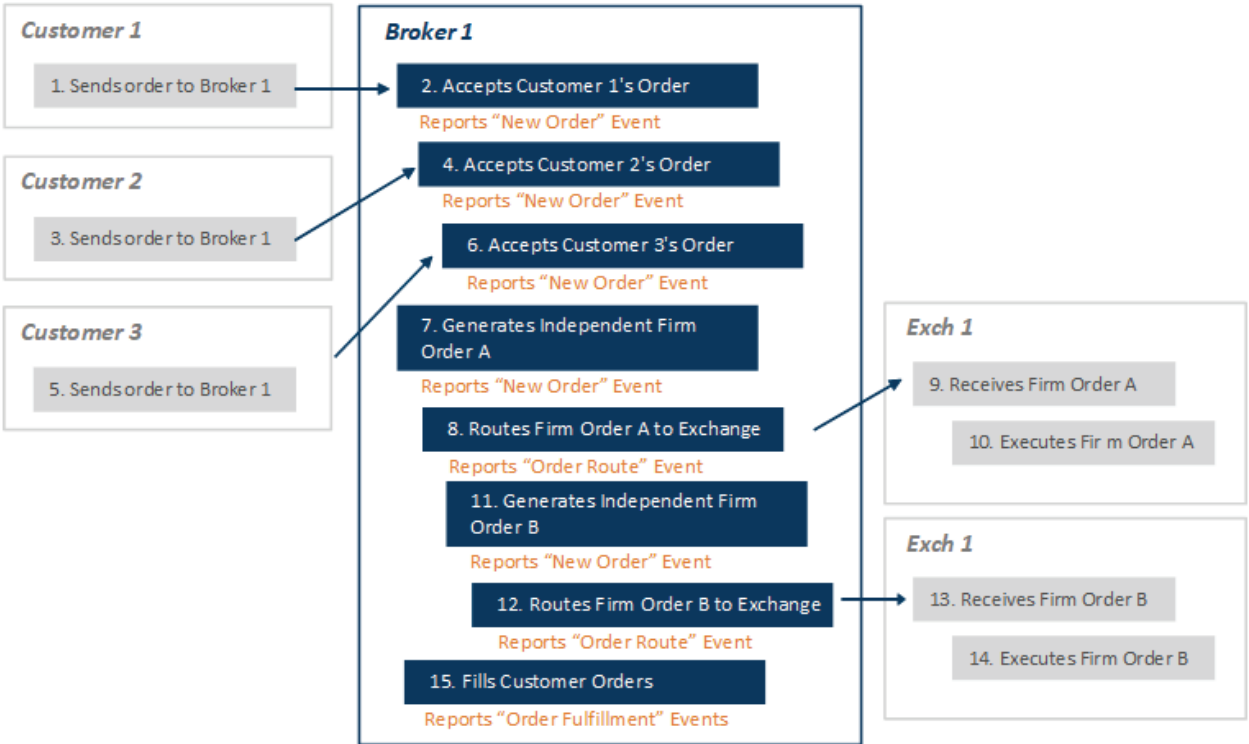 Customer 1
1. Sends order to Broker 1
Customer 2
3. Sends order to Broker 1
Customer 3
5. Sends order to Broker 1
Broker 1
2. Accepts Customer 1's Order
Reports “New Order” Event
4. Accepts Customer 2's Order
Reports “New Order” Event
6. Accepts Customer 3's Order
Reports “New Order” Event
7. Generates Independent Firm
Order A
Reports “New Order” Event
8. Routes Firm Order A to Exchange
Reports “Order Route” Event
11. Generates Independent Firm
Order B
Reports “New Order” Event
12. Routes Firm Order B to Exchange
Reports “Order Route” Event
15. Fills Customer Orders
Reports “Order Fulfillment” Events
Exch 1
9. Receives Firm Order A
10. Executes Fir m Order A
Exch 1
13. Receives Firm Order B
14. Executes Firm Order B